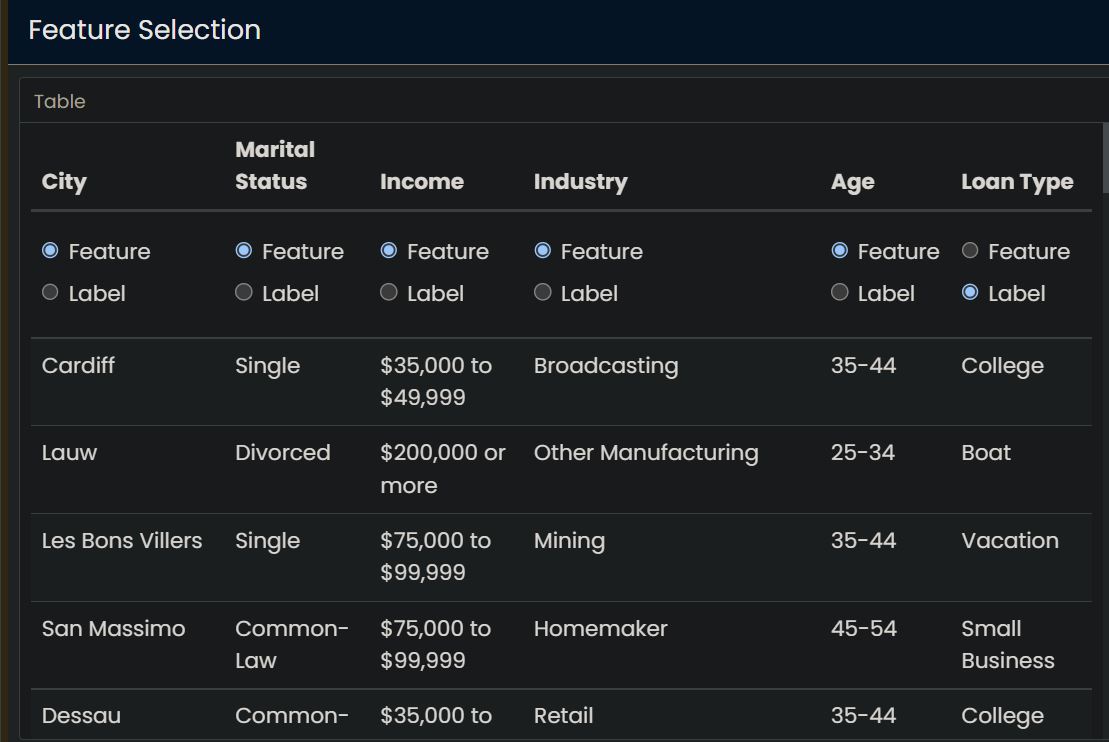 Feature Selection
Table
City Marital Status Income Industry Age Loan Type
Feature Feature Feature Feature Feature Feature
Label Label Label Label Label Label
Cardiff Single $35,000 to $49,999 Broadcasting 35-44 College
Lauw Divorced $200,000 or more Other Manufacturing 25-34 Boat
Les Bons Villers Single $75,000 to $99,999 Mining 35-44 Vacation
San Massimo Common-Law $75,000 to $99,999 Homemaker 45-54 Small Business
Dessau Common- $35,000 to Retail 35-44 College